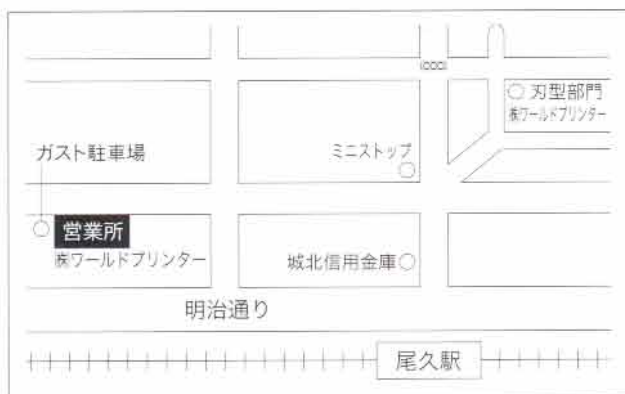 刃型部門
㈱ワールドプリンター
ガスト駐車場
ミニストップ
営業所
㈱ワールドプリンター
城北信用金庫
明治通り
尾久駅